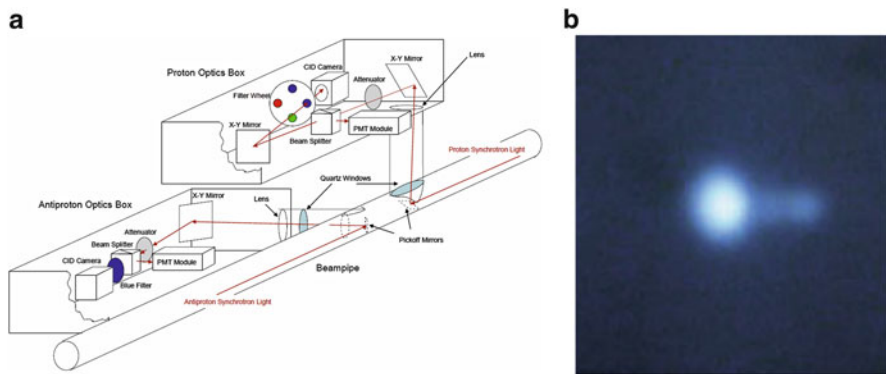 a
b
Proton Optics Box
X-Y Mirror
CID Camera
Lens
Attenuator
Filter Wheel
X-Y Mirror
Beam Splitter
PMT Module
Proton Synchrotron Light
Quartz Windows
Antiproton Optics Box
X-Y Mirror
Lens
Attenuator
Beam Splitter
CID Camera
PMT Module
Pickoff Mirrors
Blue Filter
Beampipe
Antiproton Synchrotron Light